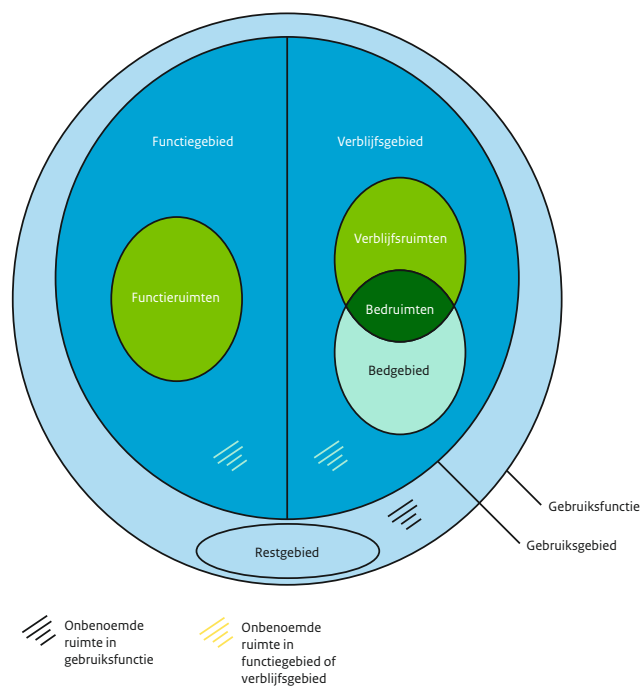 Functiegebied
Verblijfsgebied
Verblijfsruimten
Functieruimten
Bedruimten
Bedgebied
Gebruiksfunctie
Gebruiksgebied
Restgebied
Onbenoemde
ruimte in
gebruiksfunctie
Onbenoemde
ruimte in
functiegebied of
verblijfsgebied